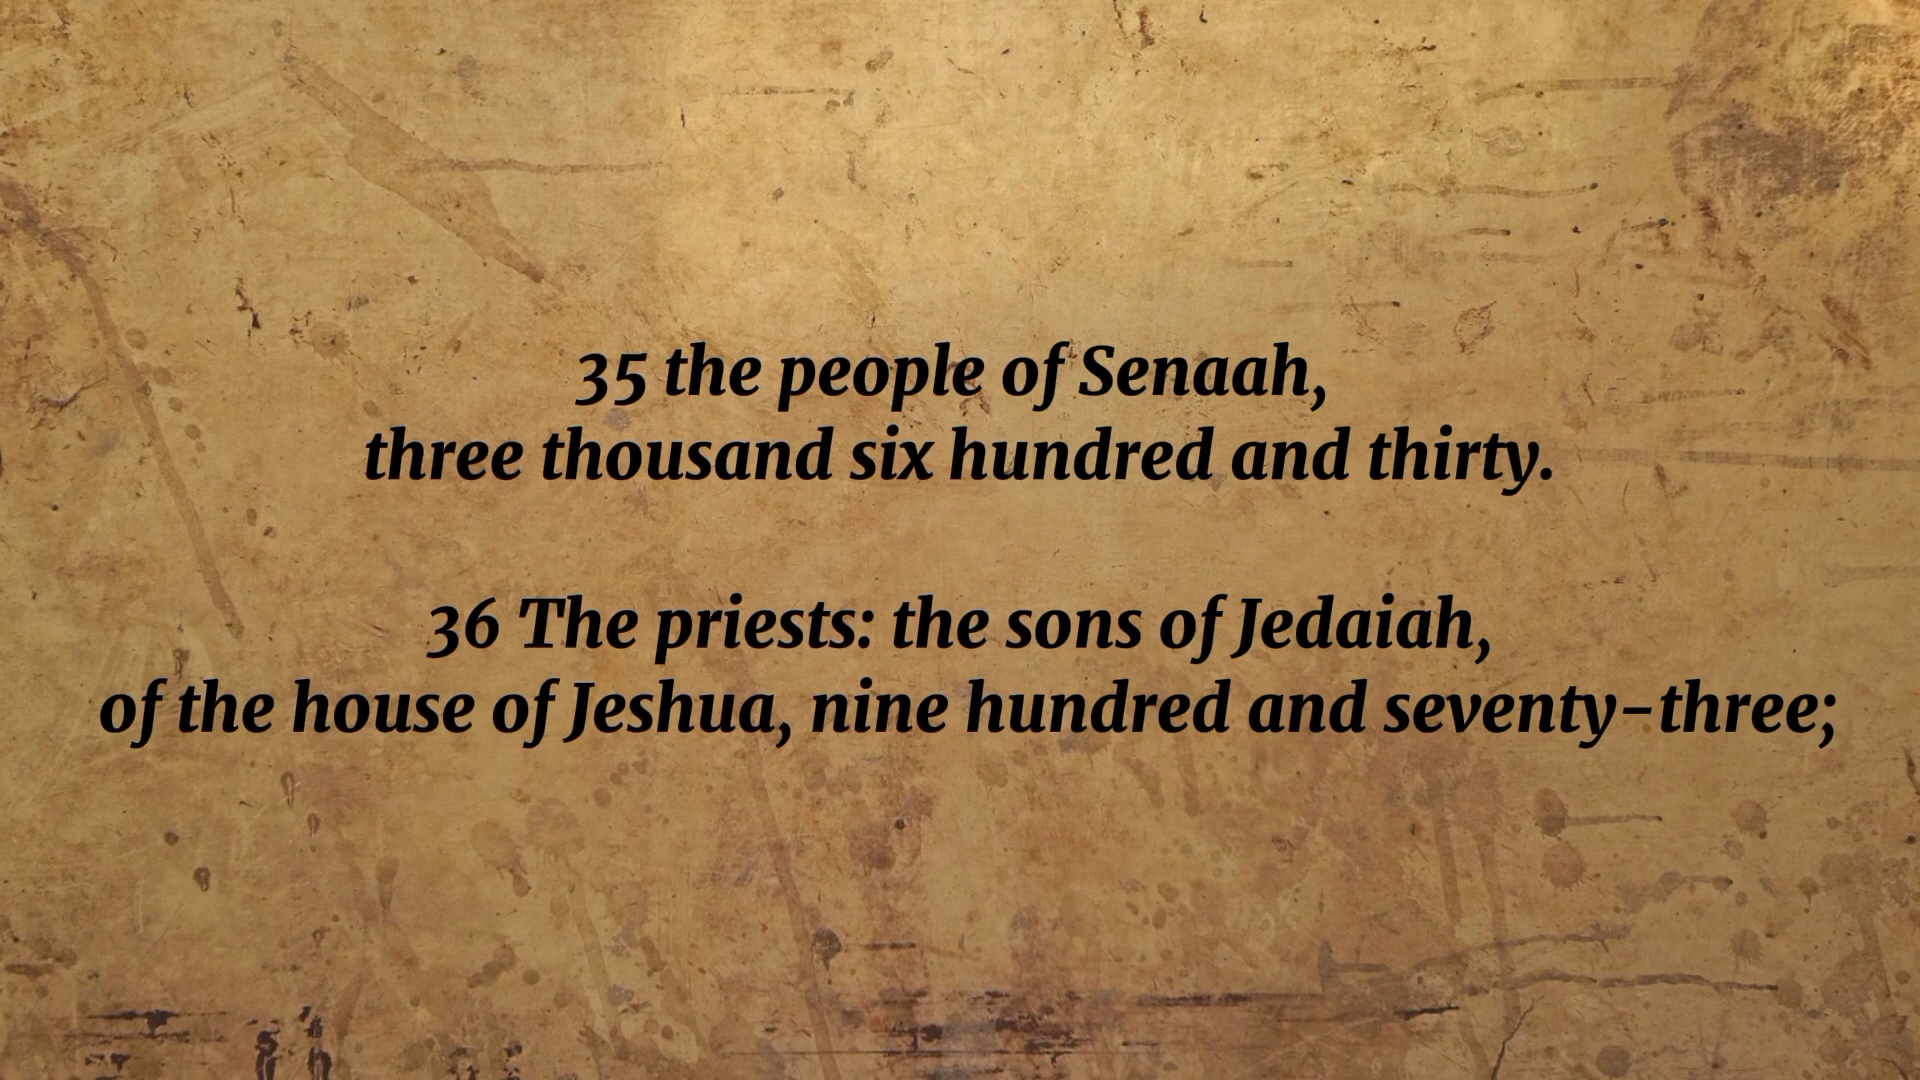 35 the people of Senaah,
three thousand six hundred and thirty.
36 The priests: the sons of Jedaiah,
of the house of Jeshua, nine hundred and seventy-three;